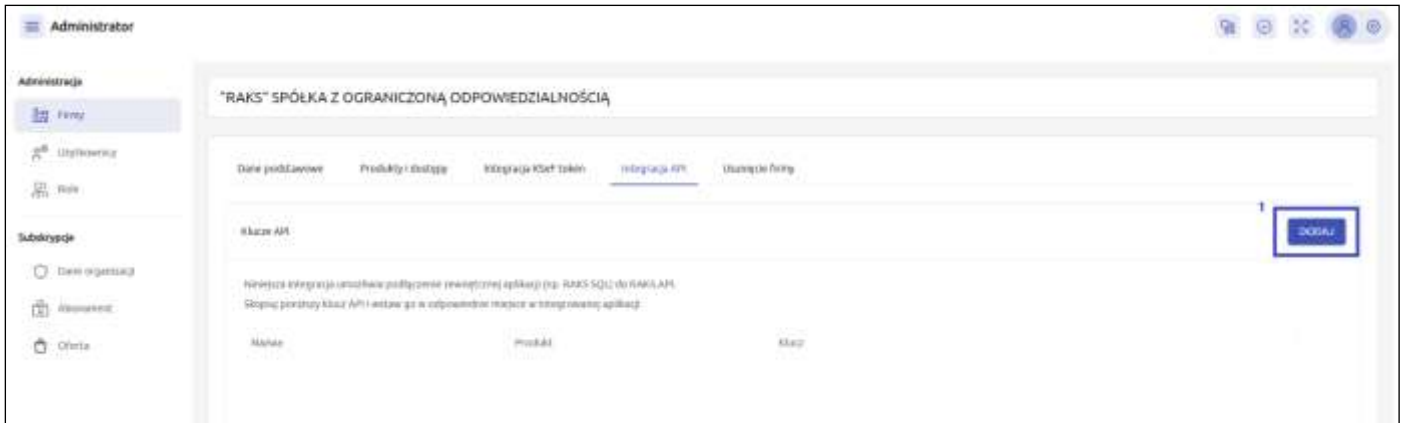 Administrator
Administracja
Firmy
Użytkownicy
Role
Subskrypcje
Dane organizacji
Abonament
Oferta
"RAKS" SPÓŁKA Z OGRANICZONĄ ODPOWIEDZIALNOŚCIĄ
Dane podstawowe Produkty i dostępy Integracja KSeF token Integracja API Usunięcie firmy
1
Klucze API
DODAJ
Niniejsza integracja umożliwia podłączenie zewnętrznej aplikacji (np. RAKS SQL) do RAKS API.
Skopiuj poniższy klucz API i wstaw go w odpowiednie miejsce w integrowanej aplikacji
Nazwa Produkt Klucz